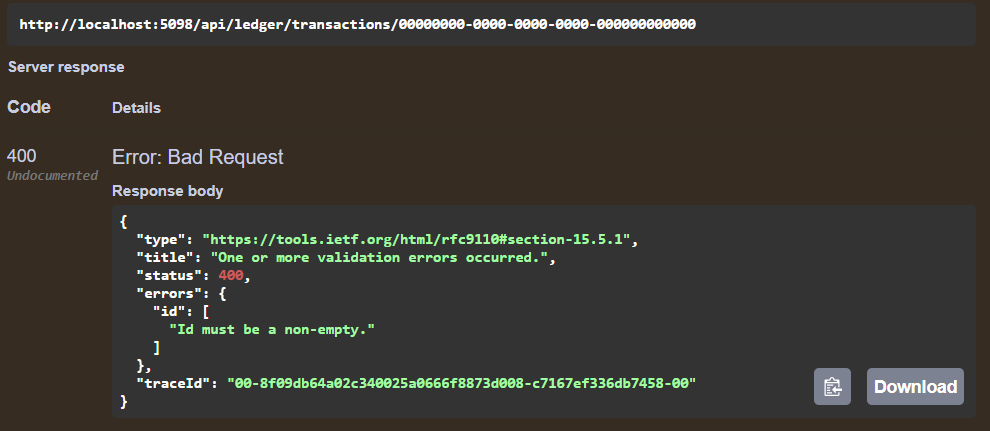 http://localhost:5098/api/ledger/transactions/00000000-0000-0000-0000-000000000000
Server response
Code Details
400 Error: Bad Request
Undocumented
Response body
{
  "type": "https://tools.ietf.org/html/rfc9110#section-15.5.1",
  "title": "One or more validation errors occurred.",
  "status": 400,
  "errors": {
    "id": [
      "Id must be a non-empty."
    ]
  },
  "traceId": "00-8f09db64a02c340025a0666f8873d008-c7167ef336db7458-00"
}
Download